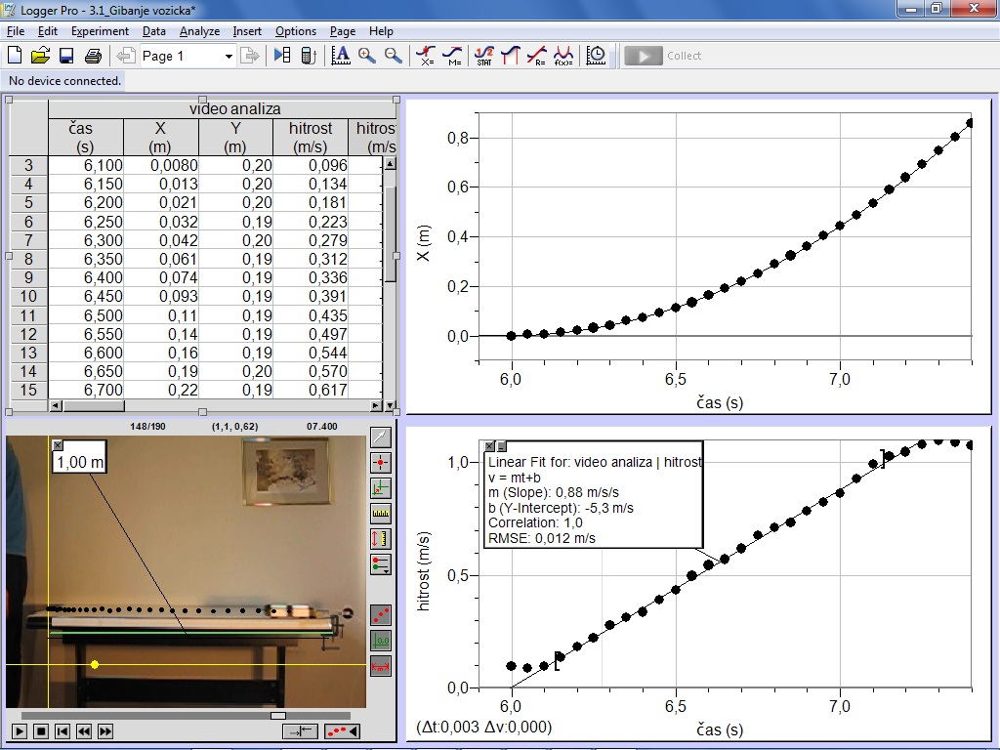 Logger Pro - 3.1_Gibanje vozicka*
File Edit Experiment Data Analyze Insert Options Page Help
Page 1
X= M= STAT R= f(x)= Collect
No device connected.
video analiza
čas X Y hitrost hitros
(s) (m) (m) (m/s) (m/s
3 6,100 0,0080 0,20 0,096
4 6,150 0,013 0,20 0,134
5 6,200 0,021 0,20 0,181
6 6,250 0,032 0,19 0,223
7 6,300 0,042 0,20 0,279
8 6,350 0,061 0,19 0,312
9 6,400 0,074 0,19 0,336
10 6,450 0,093 0,19 0,391
11 6,500 0,11 0,19 0,435
12 6,550 0,14 0,19 0,497
13 6,600 0,16 0,19 0,544
14 6,650 0,19 0,20 0,570
15 6,700 0,22 0,19 0,617
X (m)
0,8
0,6
0,4
0,2
0,0
6,0 6,5 7,0
čas (s)
148/190 (1,1, 0,62) 07.400
1,00 m
hitrost (m/s)
1,0
0,5
0,0
Linear Fit for: video analiza | hitrost
v = mt+b
m (Slope): 0,88 m/s/s
b (Y-Intercept): -5,3 m/s
Correlation: 1,0
RMSE: 0,012 m/s
6,0 6,5 7,0
(Δt:0,003 Δv:0,000)
čas (s)